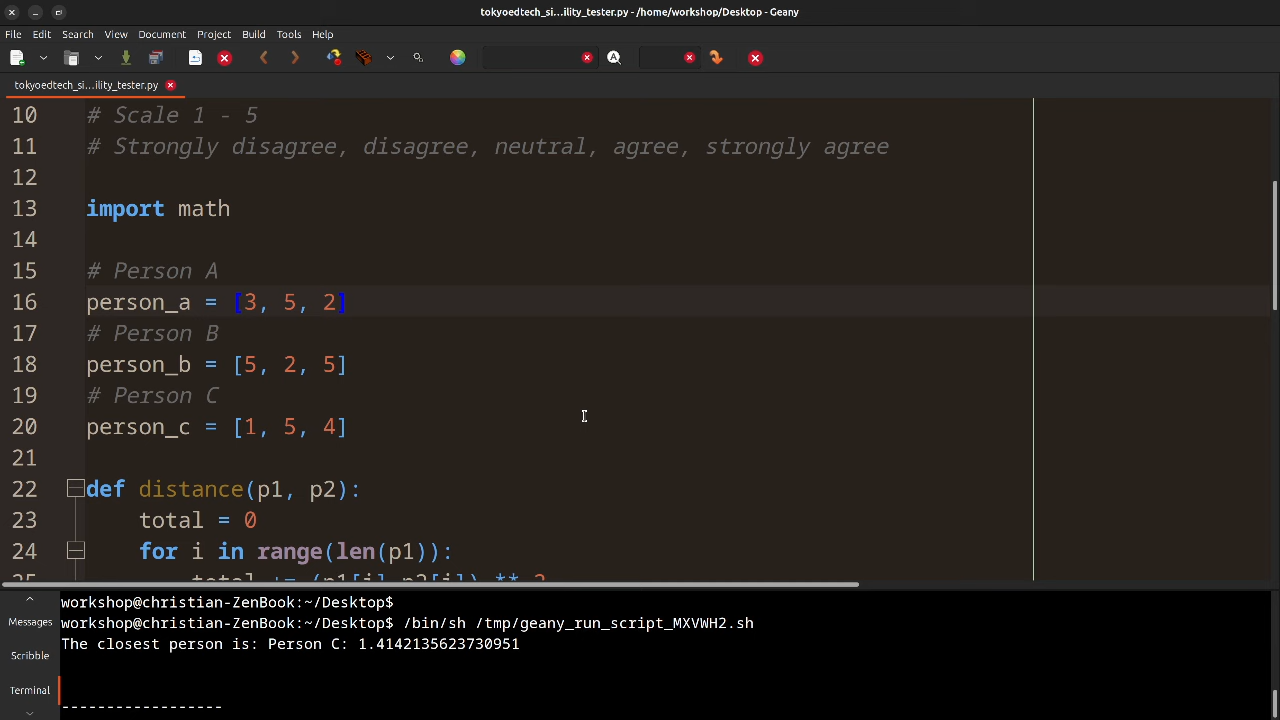 tokyoedtech_si...ility_tester.py - /home/workshop/Desktop - Geany
File Edit Search View Document Project Build Tools Help
tokyoedtech_si...ility_tester.py
10 # Scale 1 - 5
11 # Strongly disagree, disagree, neutral, agree, strongly agree
12
13 import math
14
15 # Person A
16 person_a = [3, 5, 2]
17 # Person B
18 person_b = [5, 2, 5]
19 # Person C
20 person_c = [1, 5, 4]
21
22 def distance(p1, p2):
23 total = 0
24 for i in range(len(p1)):
25 total += (p1[i]-p2[i]) ** 2
Messages
Scribble
Terminal
workshop@christian-ZenBook:~/Desktop$
workshop@christian-ZenBook:~/Desktop$ /bin/sh /tmp/geany_run_script_MXVWH2.sh
The closest person is: Person C: 1.4142135623730951
------------------